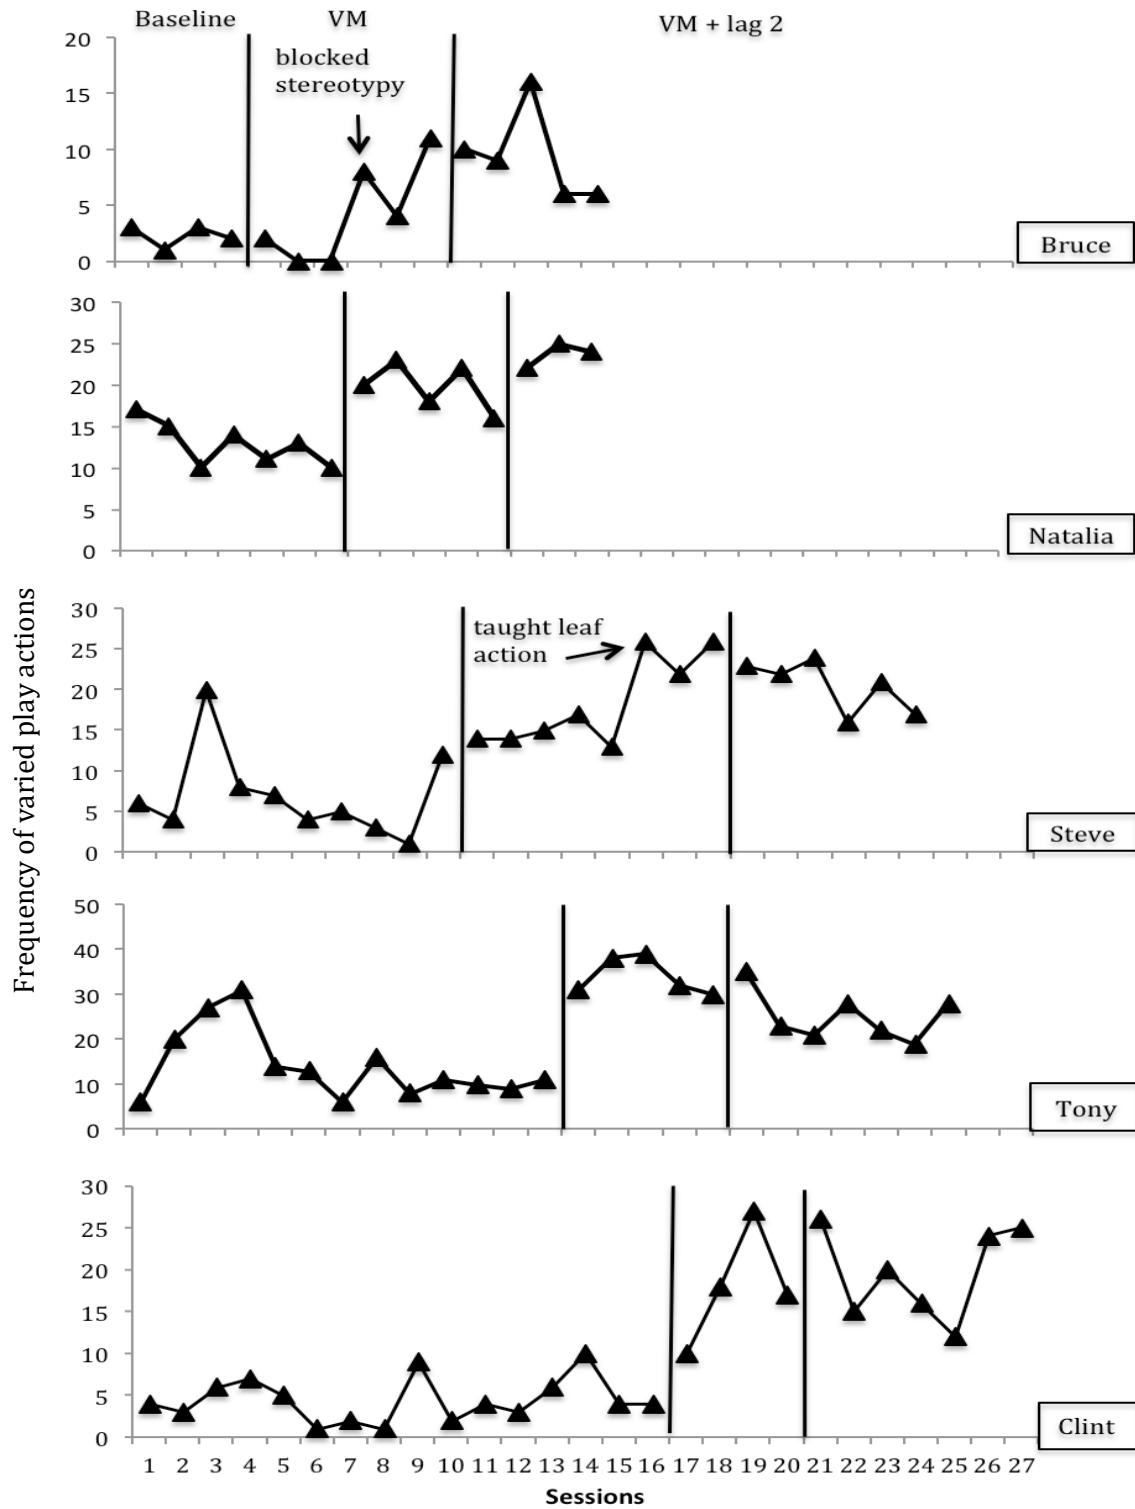 Baseline VM VM + lag 2
blocked
stereotypy
20
15
10
5
0
Bruce
30
25
20
15
10
5
0
Natalia
Frequency of varied play actions
taught leaf
action
30
25
20
15
10
5
0
Steve
50
40
30
20
10
0
Tony
30
25
20
15
10
5
0
Clint
1 2 3 4 5 6 7 8 9 10 11 12 13 14 15 16 17 18 19 20 21 22 23 24 25 26 27
Sessions